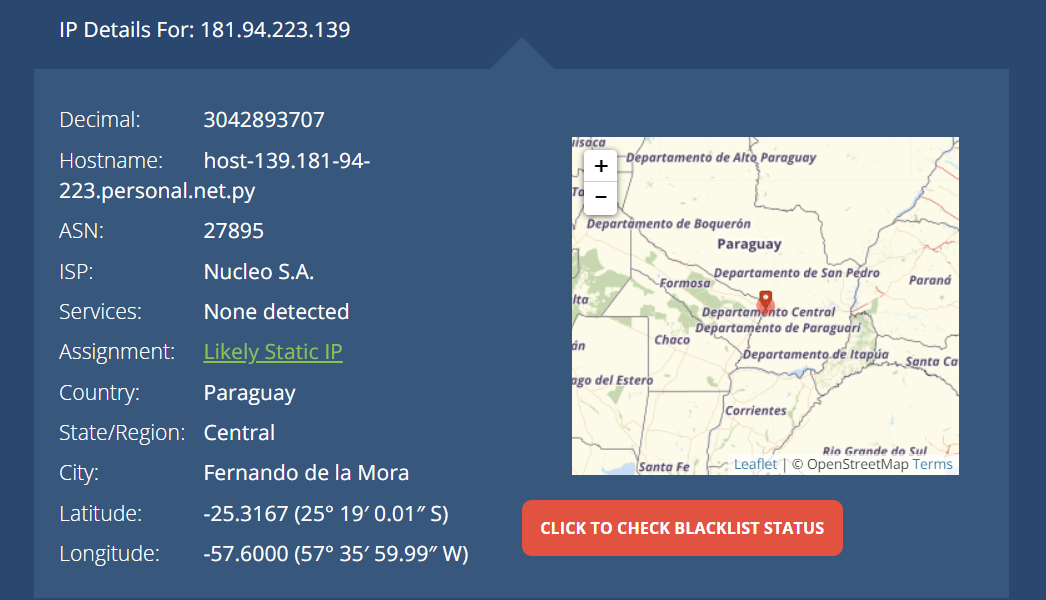 IP Details For: 181.94.223.139
Decimal: 3042893707
Hostname: host-139.181-94-
223.personal.net.py
ASN: 27895
ISP: Nucleo S.A.
Services: None detected
Assignment: Likely Static IP
Country: Paraguay
State/Region: Central
City: Fernando de la Mora
Latitude: -25.3167 (25° 19′ 0.01″ S)
Longitude: -57.6000 (57° 35′ 59.99″ W)
+
−
uisaca
Departamento de Alto Paraguay
Ta
Departamento de Boquerón
Paraguay
Departamento de San Pedro
Formosa
Paraná
lta
Departamento Central
Departamento de Paraguarí
Chaco
án
Departamento de Itapúa
Santa Ca
ago del Estero
Corrientes
Rio Grande do Sul
Santa Fe
Leaflet | © OpenStreetMap Terms
CLICK TO CHECK BLACKLIST STATUS